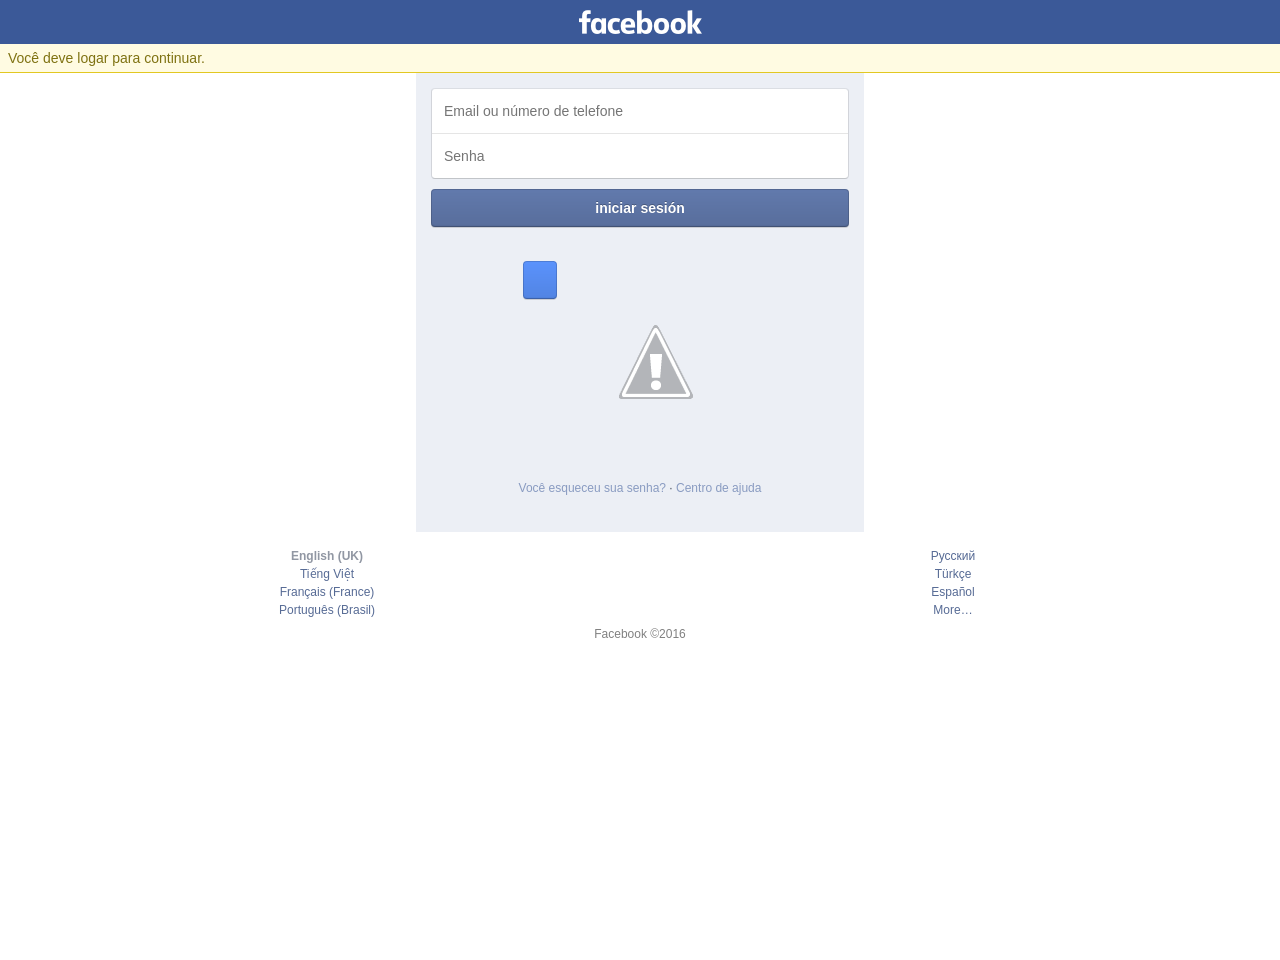 facebook
Você deve logar para continuar.
Email ou número de telefone
Senha
iniciar sesión
Você esqueceu sua senha? · Centro de ajuda
English (UK)
Tiếng Việt
Français (France)
Português (Brasil)
Русский
Türkçe
Español
More…
Facebook ©2016